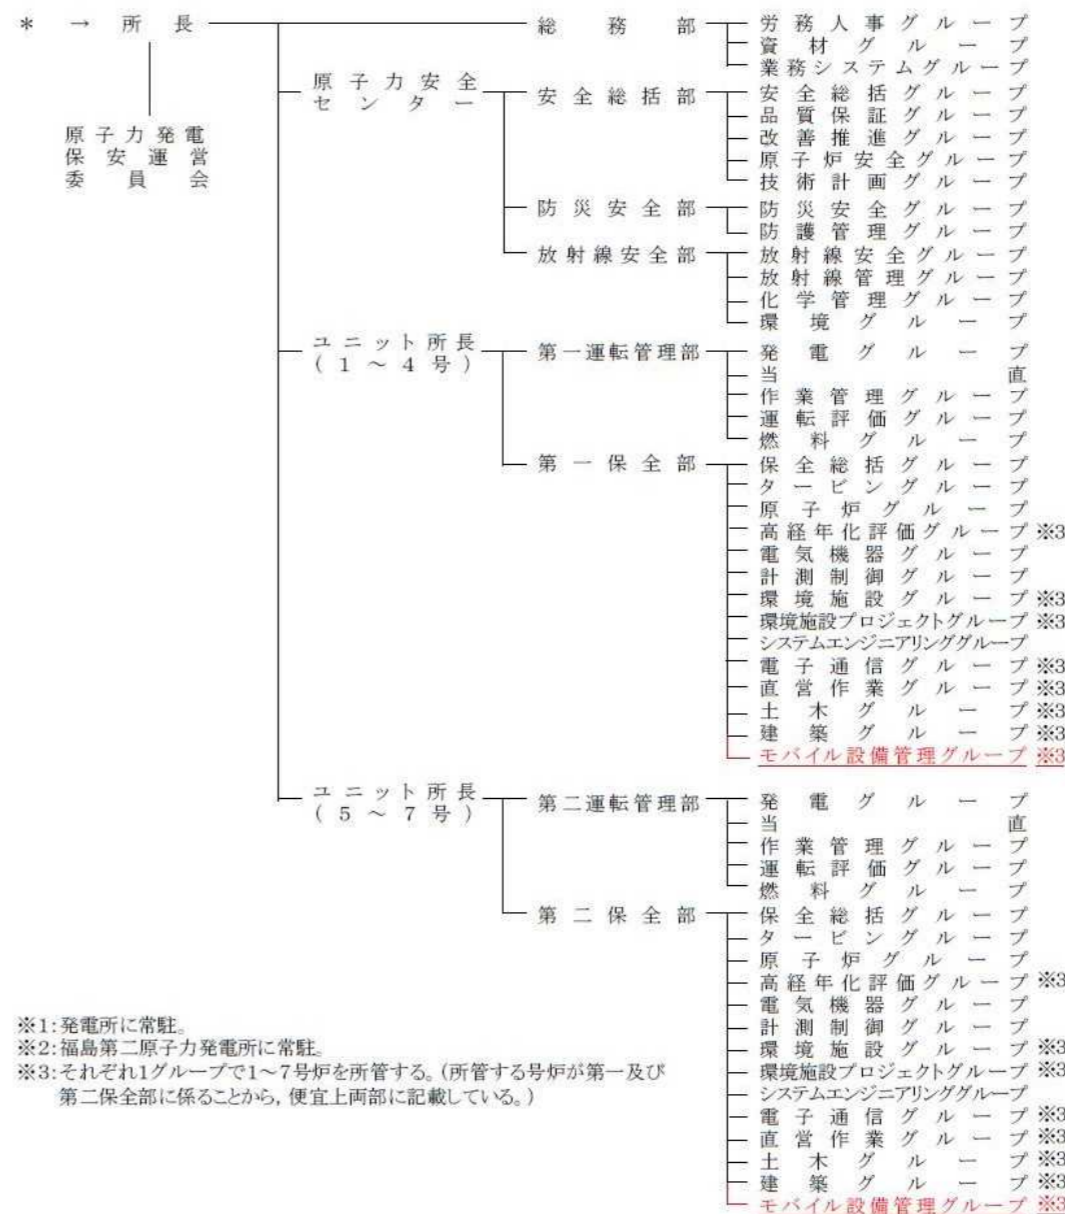 * → 所長
原子力発電
保安運営
委員会
総務部
労務人事グループ
資材グループ
業務システムグループ
原子力安全
センター
安全総括部
安全総括グループ
品質保証グループ
改善推進グループ
原子炉安全グループ
技術計画グループ
防災安全部
防災安全グループ
防護管理グループ
放射線安全部
放射線安全グループ
放射線管理グループ
化学管理グループ
環境グループ
ユニット所長
(1～4号)
第一運転管理部
発電グループ
当直
作業管理グループ
運転評価グループ
燃料グループ
第一保全部
保全総括グループ
タービングループ
原子炉グループ
高経年化評価グループ ※3
電気機器グループ
計測制御グループ
環境施設グループ ※3
環境施設プロジェクトグループ ※3
システムエンジニアリンググループ
電子通信グループ ※3
直営作業グループ ※3
土木グループ ※3
建築グループ ※3
モバイル設備管理グループ ※3
ユニット所長
(5～7号)
第二運転管理部
発電グループ
当直
作業管理グループ
運転評価グループ
燃料グループ
第二保全部
保全総括グループ
タービングループ
原子炉グループ
高経年化評価グループ ※3
電気機器グループ
計測制御グループ
環境施設グループ ※3
環境施設プロジェクトグループ ※3
システムエンジニアリンググループ
電子通信グループ ※3
直営作業グループ ※3
土木グループ ※3
建築グループ ※3
モバイル設備管理グループ ※3
※1:発電所に常駐。
※2:福島第二原子力発電所に常駐。
※3:それぞれ1グループで1～7号炉を所管する。(所管する号炉が第一及び
第二保全部に係ることから,便宜上両部に記載している。)